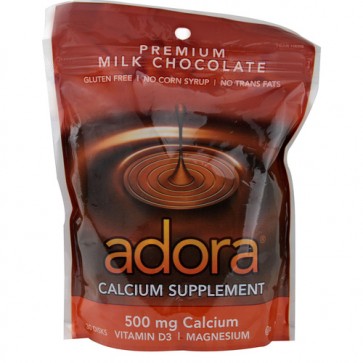 PREMIUM
MILK CHOCOLATE
GLUTEN FREE | NO CORN SYRUP | NO TRANS FATS
adora
CALCIUM SUPPLEMENT
500 mg Calcium
VITAMIN D3 | MAGNESIUM